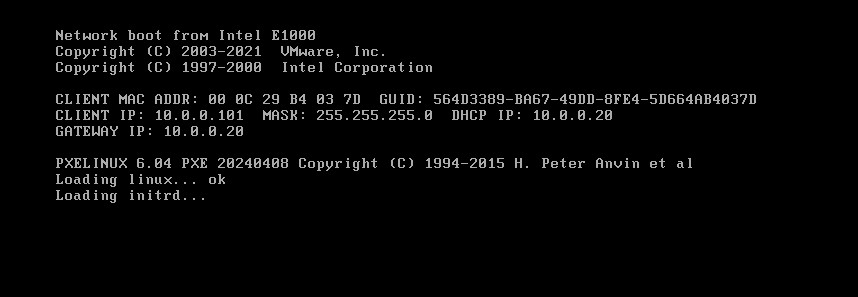 Network boot from Intel E1000
Copyright (C) 2003-2021  VMware, Inc.
Copyright (C) 1997-2000  Intel Corporation
CLIENT MAC ADDR: 00 0C 29 B4 03 7D  GUID: 564D3389-BA67-49DD-8FE4-5D664AB4037D
CLIENT IP: 10.0.0.101  MASK: 255.255.255.0  DHCP IP: 10.0.0.20
GATEWAY IP: 10.0.0.20
PXELINUX 6.04 PXE 20240408 Copyright (C) 1994-2015 H. Peter Anvin et al
Loading linux... ok
Loading initrd...